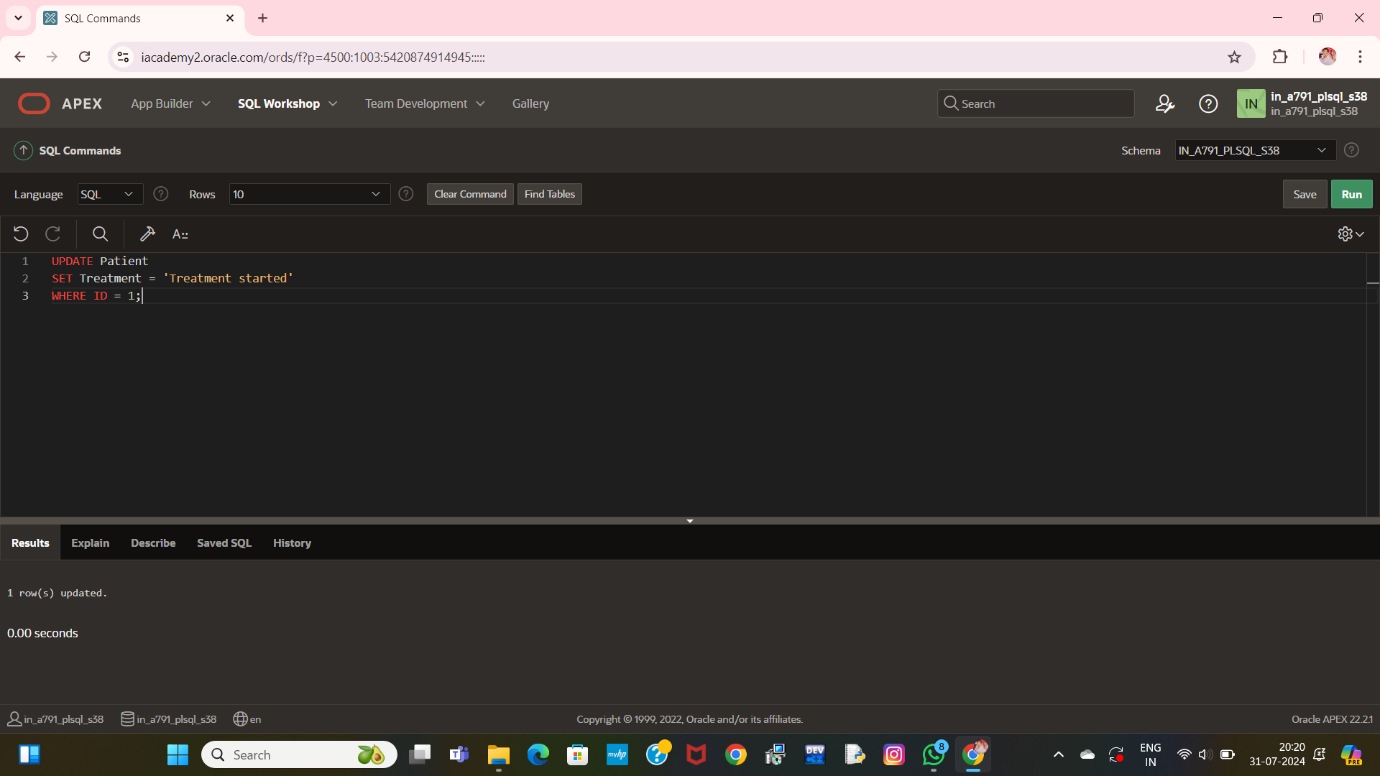 SQL Commands
iacademy2.oracle.com/ords/f?p=4500:1003:5420874914945:::::
APEX App Builder SQL Workshop Team Development Gallery Search IN in_a791_plsql_s38
in_a791_plsql_s38
SQL Commands Schema IN_A791_PLSQL_S38
Language SQL Rows 10 Clear Command Find Tables Save Run
1 UPDATE Patient
2 SET Treatment = 'Treatment started'
3 WHERE ID = 1;
Results Explain Describe Saved SQL History
1 row(s) updated.
0.00 seconds
in_a791_plsql_s38 in_a791_plsql_s38 en Copyright © 1999, 2022, Oracle and/or its affiliates. Oracle APEX 22.2.1
Search myhp DEV 8 ENG 20:20 PRE
IN 31-07-2024